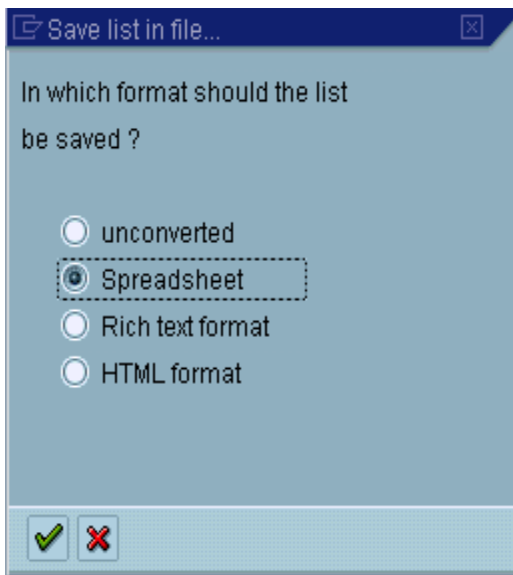 Save list in file...
In which format should the list
be saved ?
unconverted
Spreadsheet
Rich text format
HTML format